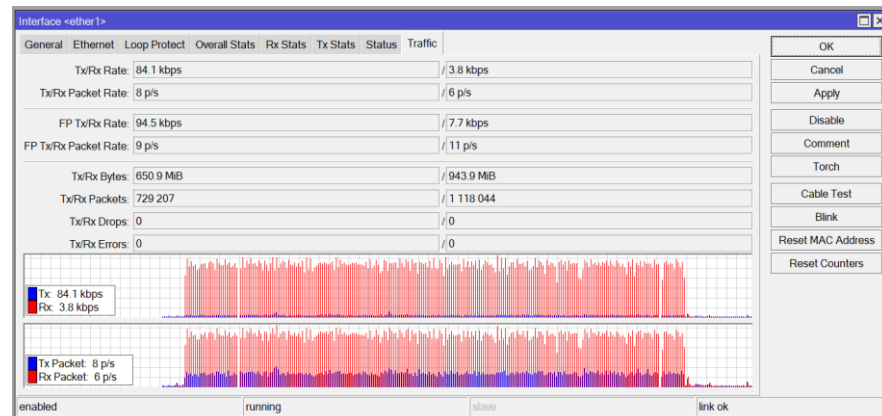 Interface <ether1>
General Ethernet Loop Protect Overall Stats Rx Stats Tx Stats Status Traffic
Tx/Rx Rate: 84.1 kbps / 3.8 kbps
Tx/Rx Packet Rate: 8 p/s / 6 p/s
FP Tx/Rx Rate: 94.5 kbps / 7.7 kbps
FP Tx/Rx Packet Rate: 9 p/s / 11 p/s
Tx/Rx Bytes: 650.9 MiB / 943.9 MiB
Tx/Rx Packets: 729 207 / 1 118 044
Tx/Rx Drops: 0 / 0
Tx/Rx Errors: 0 / 0
Tx: 84.1 kbps
Rx: 3.8 kbps
Tx Packet: 8 p/s
Rx Packet: 6 p/s
OK
Cancel
Apply
Disable
Comment
Torch
Cable Test
Blink
Reset MAC Address
Reset Counters
enabled running slave link ok